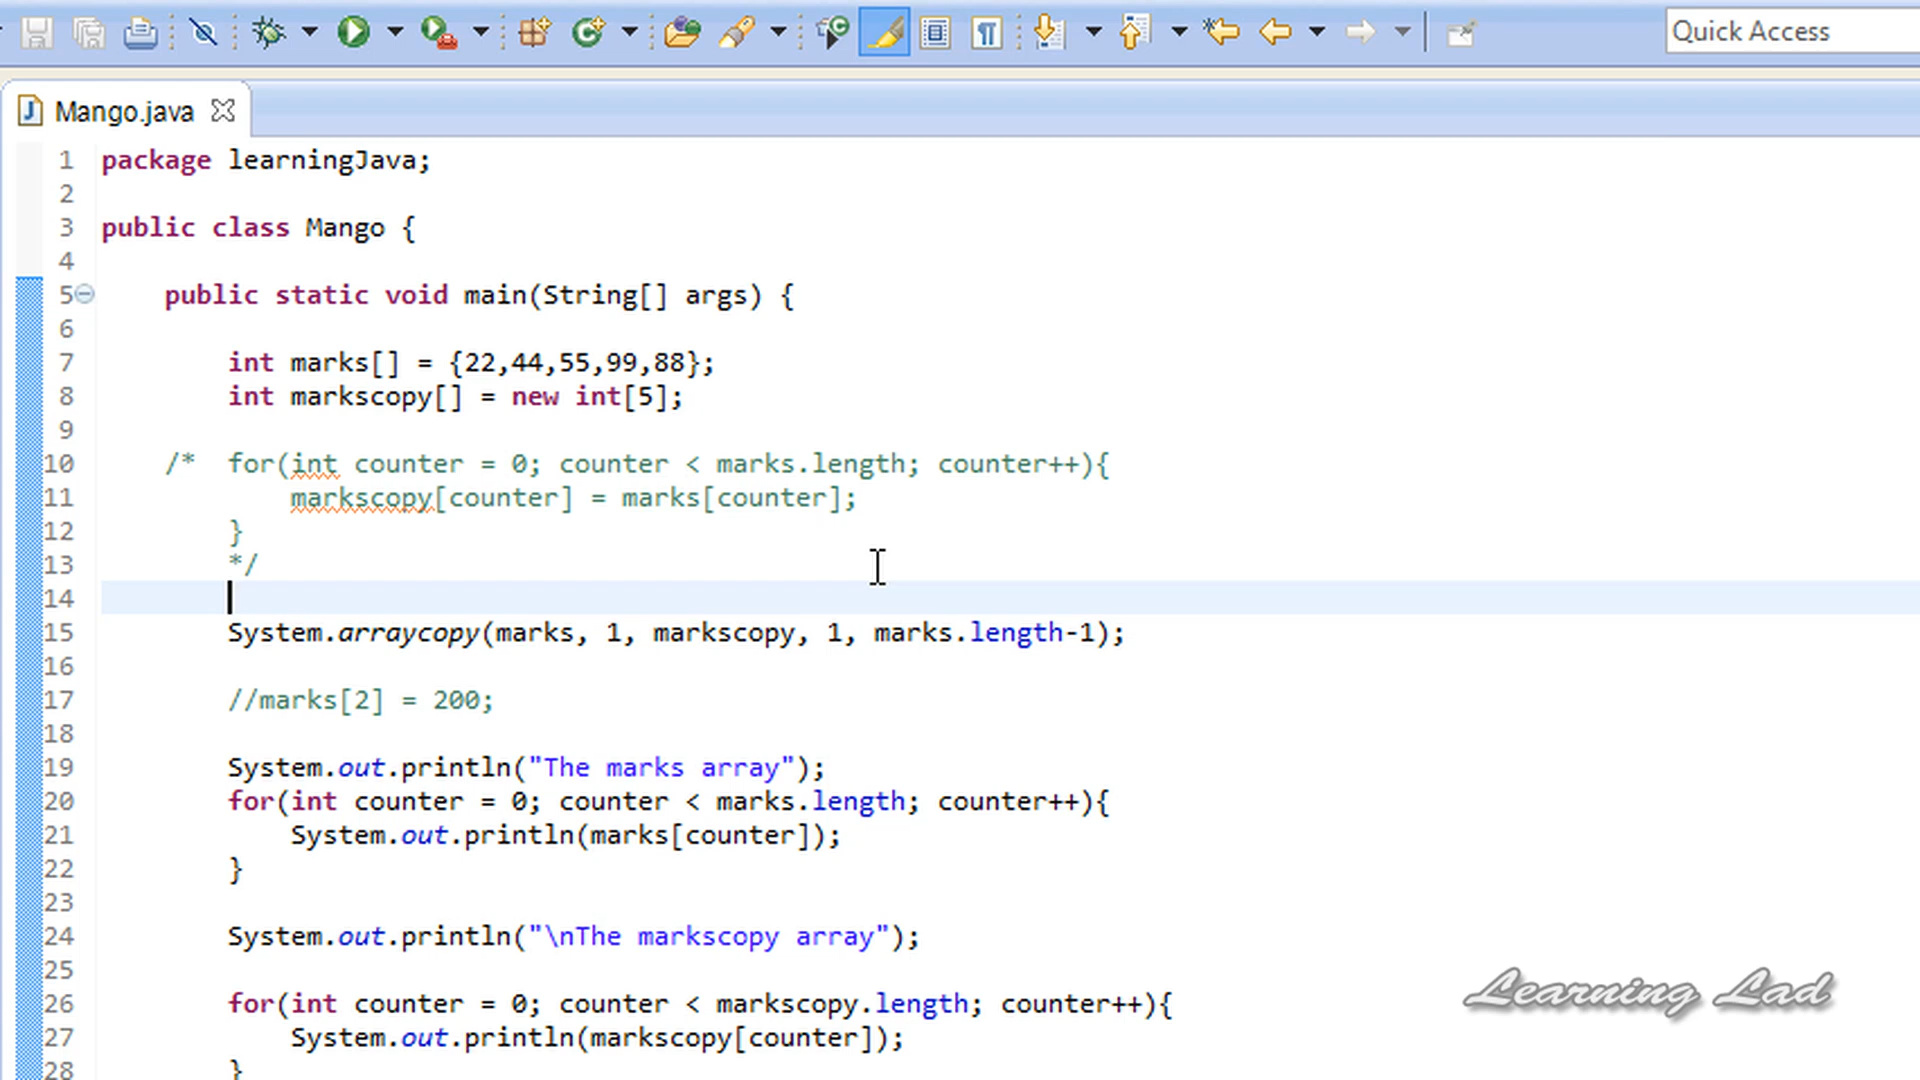 Quick Access
Mango.java
1 package learningJava;
2
3 public class Mango {
4
5 public static void main(String[] args) {
6
7 int marks[] = {22,44,55,99,88};
8 int markscopy[] = new int[5];
9
10 /* for(int counter = 0; counter < marks.length; counter++){
11 markscopy[counter] = marks[counter];
12 }
13 */
14
15 System.arraycopy(marks, 1, markscopy, 1, marks.length-1);
16
17 //marks[2] = 200;
18
19 System.out.println("The marks array");
20 for(int counter = 0; counter < marks.length; counter++){
21 System.out.println(marks[counter]);
22 }
23
24 System.out.println("\nThe markscopy array");
25
26 for(int counter = 0; counter < markscopy.length; counter++){
27 System.out.println(markscopy[counter]);
28 }
Learning Lad